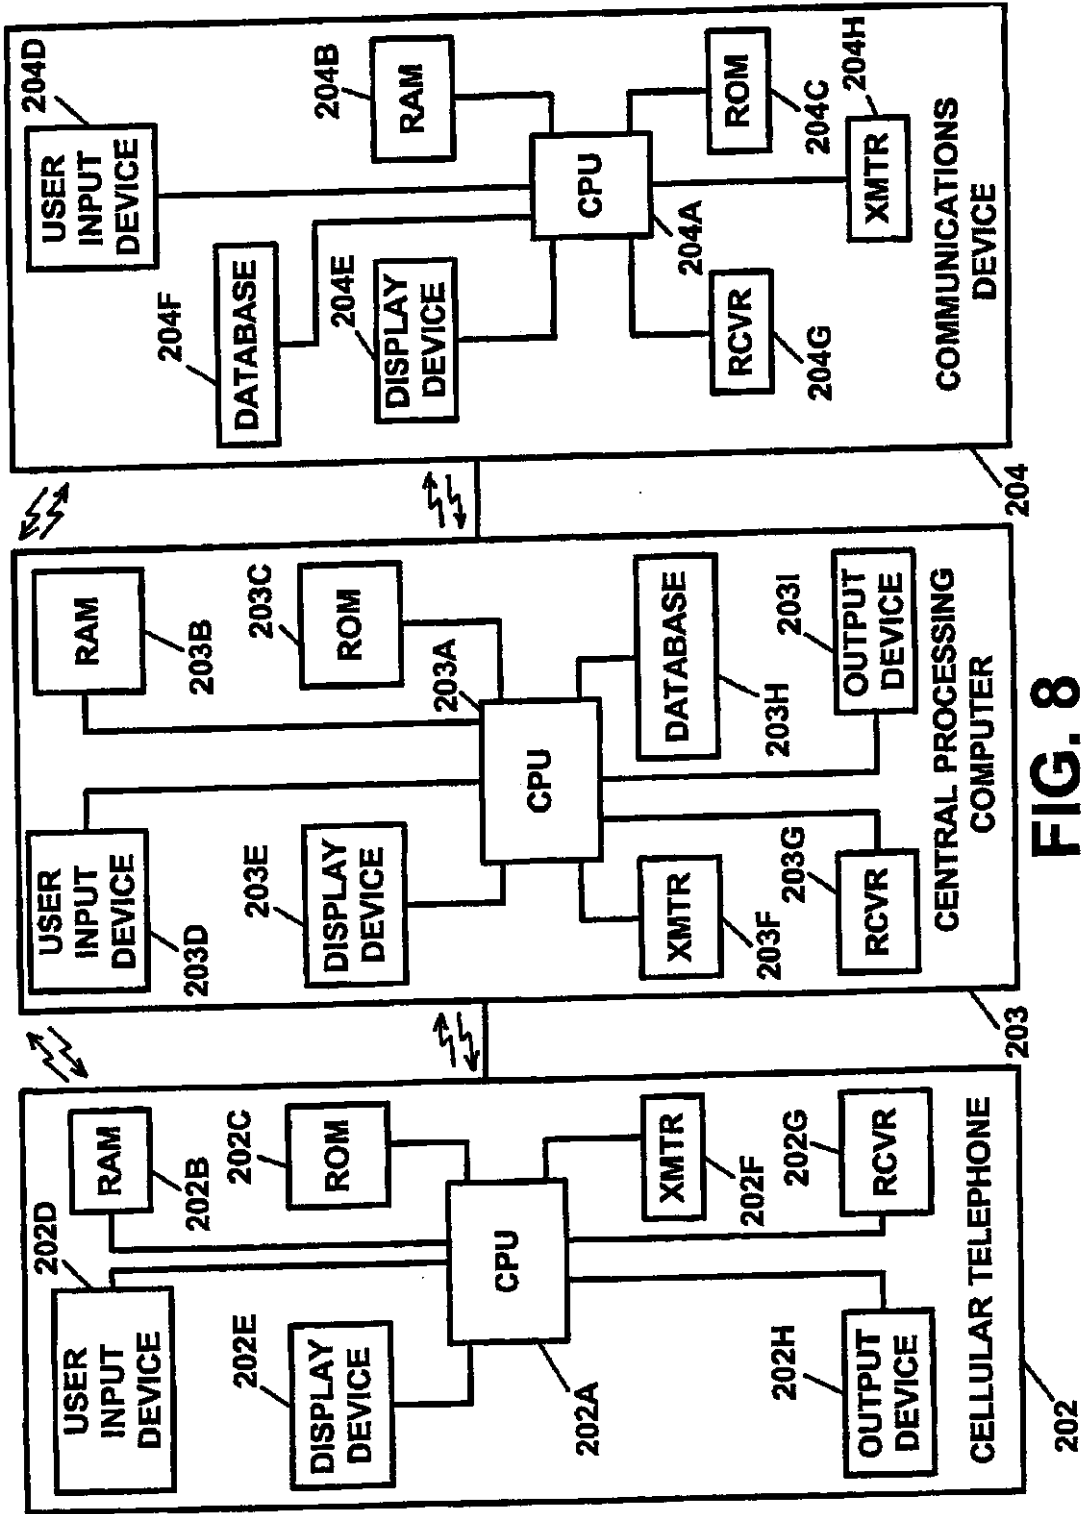 USER
INPUT
DEVICE
202D
RAM
202B
202C
ROM
202E
DISPLAY
DEVICE
CPU
202A
XMTR
202F
202G
RCVR
202H
OUTPUT
DEVICE
CELLULAR TELEPHONE
202
USER
INPUT
DEVICE
203D
RAM
203B
203C
ROM
203A
203E
DISPLAY
DEVICE
CPU
XMTR
203F
DATABASE
203H
203G
RCVR
203I
OUTPUT
DEVICE
CENTRAL PROCESSING
COMPUTER
203
204D
USER
INPUT
DEVICE
204F
DATABASE
204B
RAM
204E
DISPLAY
DEVICE
CPU
204A
ROM
204C
RCVR
204G
204H
XMTR
COMMUNICATIONS
DEVICE
204
FIG. 8